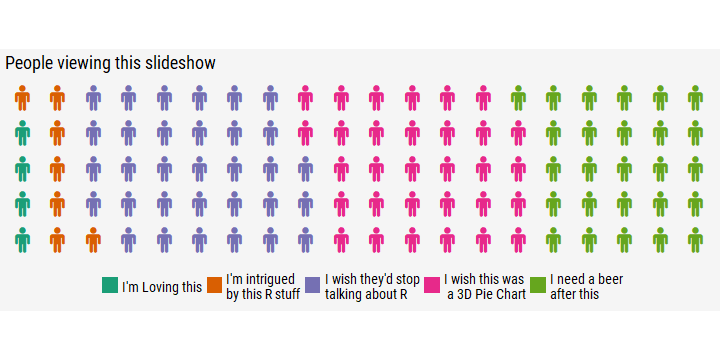 People viewing this slideshow
I'm Loving this
I'm intrigued
by this R stuff
I wish they'd stop
talking about R
I wish this was
a 3D Pie Chart
I need a beer
after this